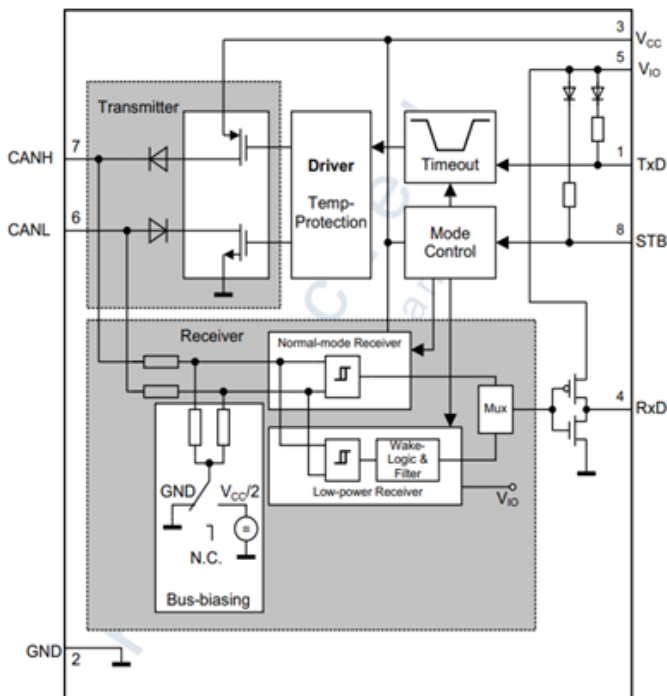 3
VCC
5
VIO
Transmitter
7
CANH
Driver
Temp-
Protection
Timeout
1
TxD
6
CANL
Mode
Control
8
STB
Receiver
Normal-mode Receiver
Mux
4
RxD
Wake-
Logic &
Filter
Low-power Receiver
VIO
GND
VCC/2
=
N.C.
Bus-biasing
GND
2